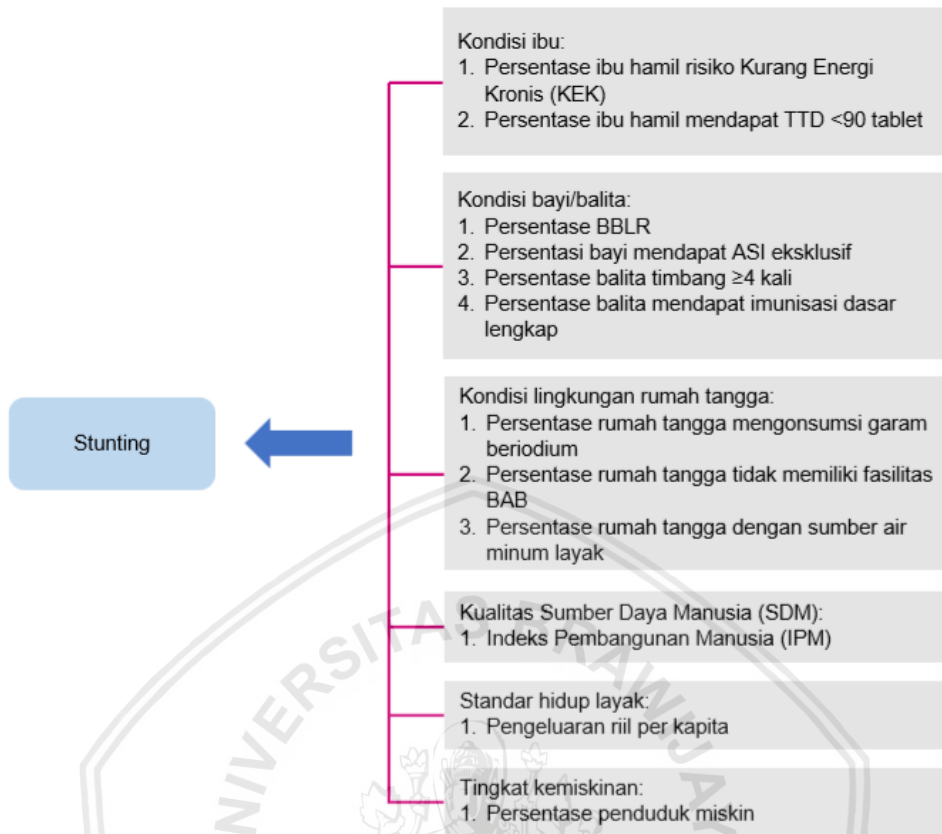 Kondisi ibu:
1. Persentase ibu hamil risiko Kurang Energi
Kronis (KEK)
2. Persentase ibu hamil mendapat TTD <90 tablet
Kondisi bayi/balita:
1. Persentase BBLR
2. Persentasi bayi mendapat ASI eksklusif
3. Persentase balita timbang ≥4 kali
4. Persentase balita mendapat imunisasi dasar
lengkap
Stunting
Kondisi lingkungan rumah tangga:
1. Persentase rumah tangga mengonsumsi garam
beriodium
2. Persentase rumah tangga tidak memiliki fasilitas
BAB
3. Persentase rumah tangga dengan sumber air
minum layak
Kualitas Sumber Daya Manusia (SDM):
1. Indeks Pembangunan Manusia (IPM)
Standar hidup layak:
1. Pengeluaran riil per kapita
Tingkat kemiskinan:
1. Persentase penduduk miskin
UNIVERSITAS BRAWIJA